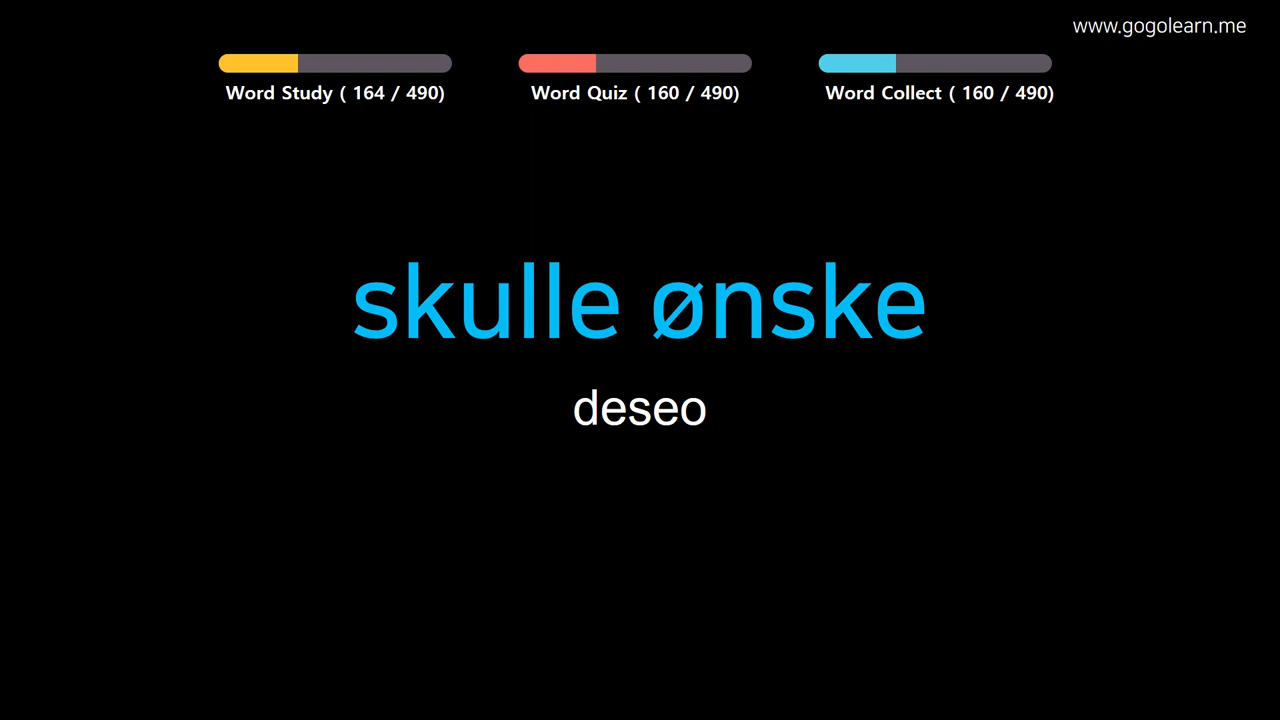 www.gogolearn.me
Word Study ( 164 / 490)
Word Quiz ( 160 / 490)
Word Collect ( 160 / 490)
skulle ønske
deseo